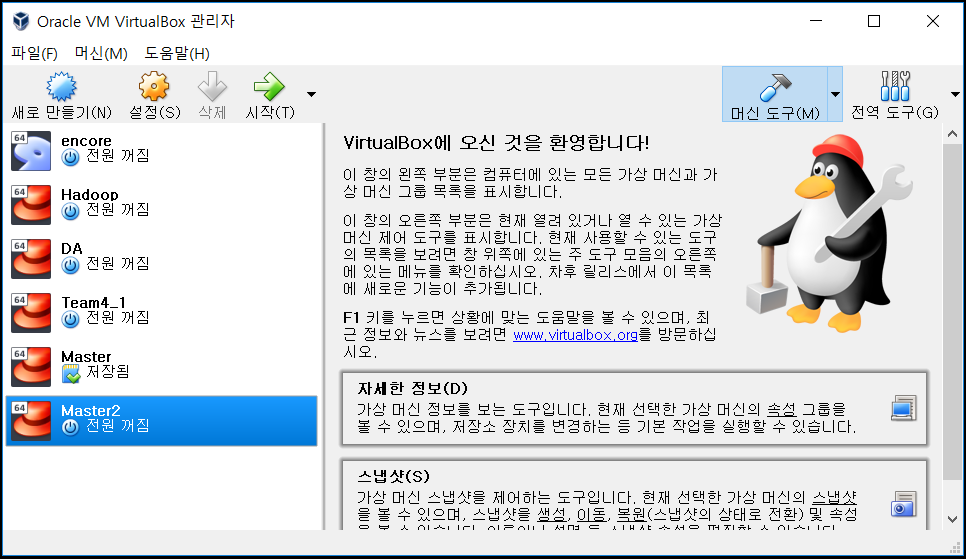 Oracle VM VirtualBox 관리자
파일(F) 머신(M) 도움말(H)
새로 만들기(N) 설정(S) 삭제 시작(T) 머신 도구(M) 전역 도구(G)
64 encore
전원 꺼짐
64 Hadoop
전원 꺼짐
64 DA
전원 꺼짐
64 Team4_1
전원 꺼짐
64 Master
저장됨
64 Master2
전원 꺼짐
VirtualBox에 오신 것을 환영합니다!
이 창의 왼쪽 부분은 컴퓨터에 있는 모든 가상 머신과 가
상 머신 그룹 목록을 표시합니다.
이 창의 오른쪽 부분은 현재 열려 있거나 열 수 있는 가상
머신 제어 도구를 표시합니다. 현재 사용할 수 있는 도구
의 목록을 보려면 창 위쪽에 있는 주 도구 모음의 오른쪽
에 있는 메뉴를 확인하십시오. 차후 릴리스에서 이 목록
에 새로운 기능이 추가됩니다.
F1 키를 누르면 상황에 맞는 도움말을 볼 수 있으며, 최
근 정보와 뉴스를 보려면 www.virtualbox.org를 방문하십
시오.
자세한 정보(D)
가상 머신 정보를 보는 도구입니다. 현재 선택한 가상 머신의 속성 그룹을
볼 수 있으며, 저장소 장치를 변경하는 등 기본 작업을 실행할 수 있습니다.
스냅샷(S)
가상 머신 스냅샷을 제어하는 도구입니다. 현재 선택한 가상 머신의 스냅샷
을 볼 수 있으며, 스냅샷을 생성, 이동, 복원(스냅샷의 상태로 전환) 및 속성